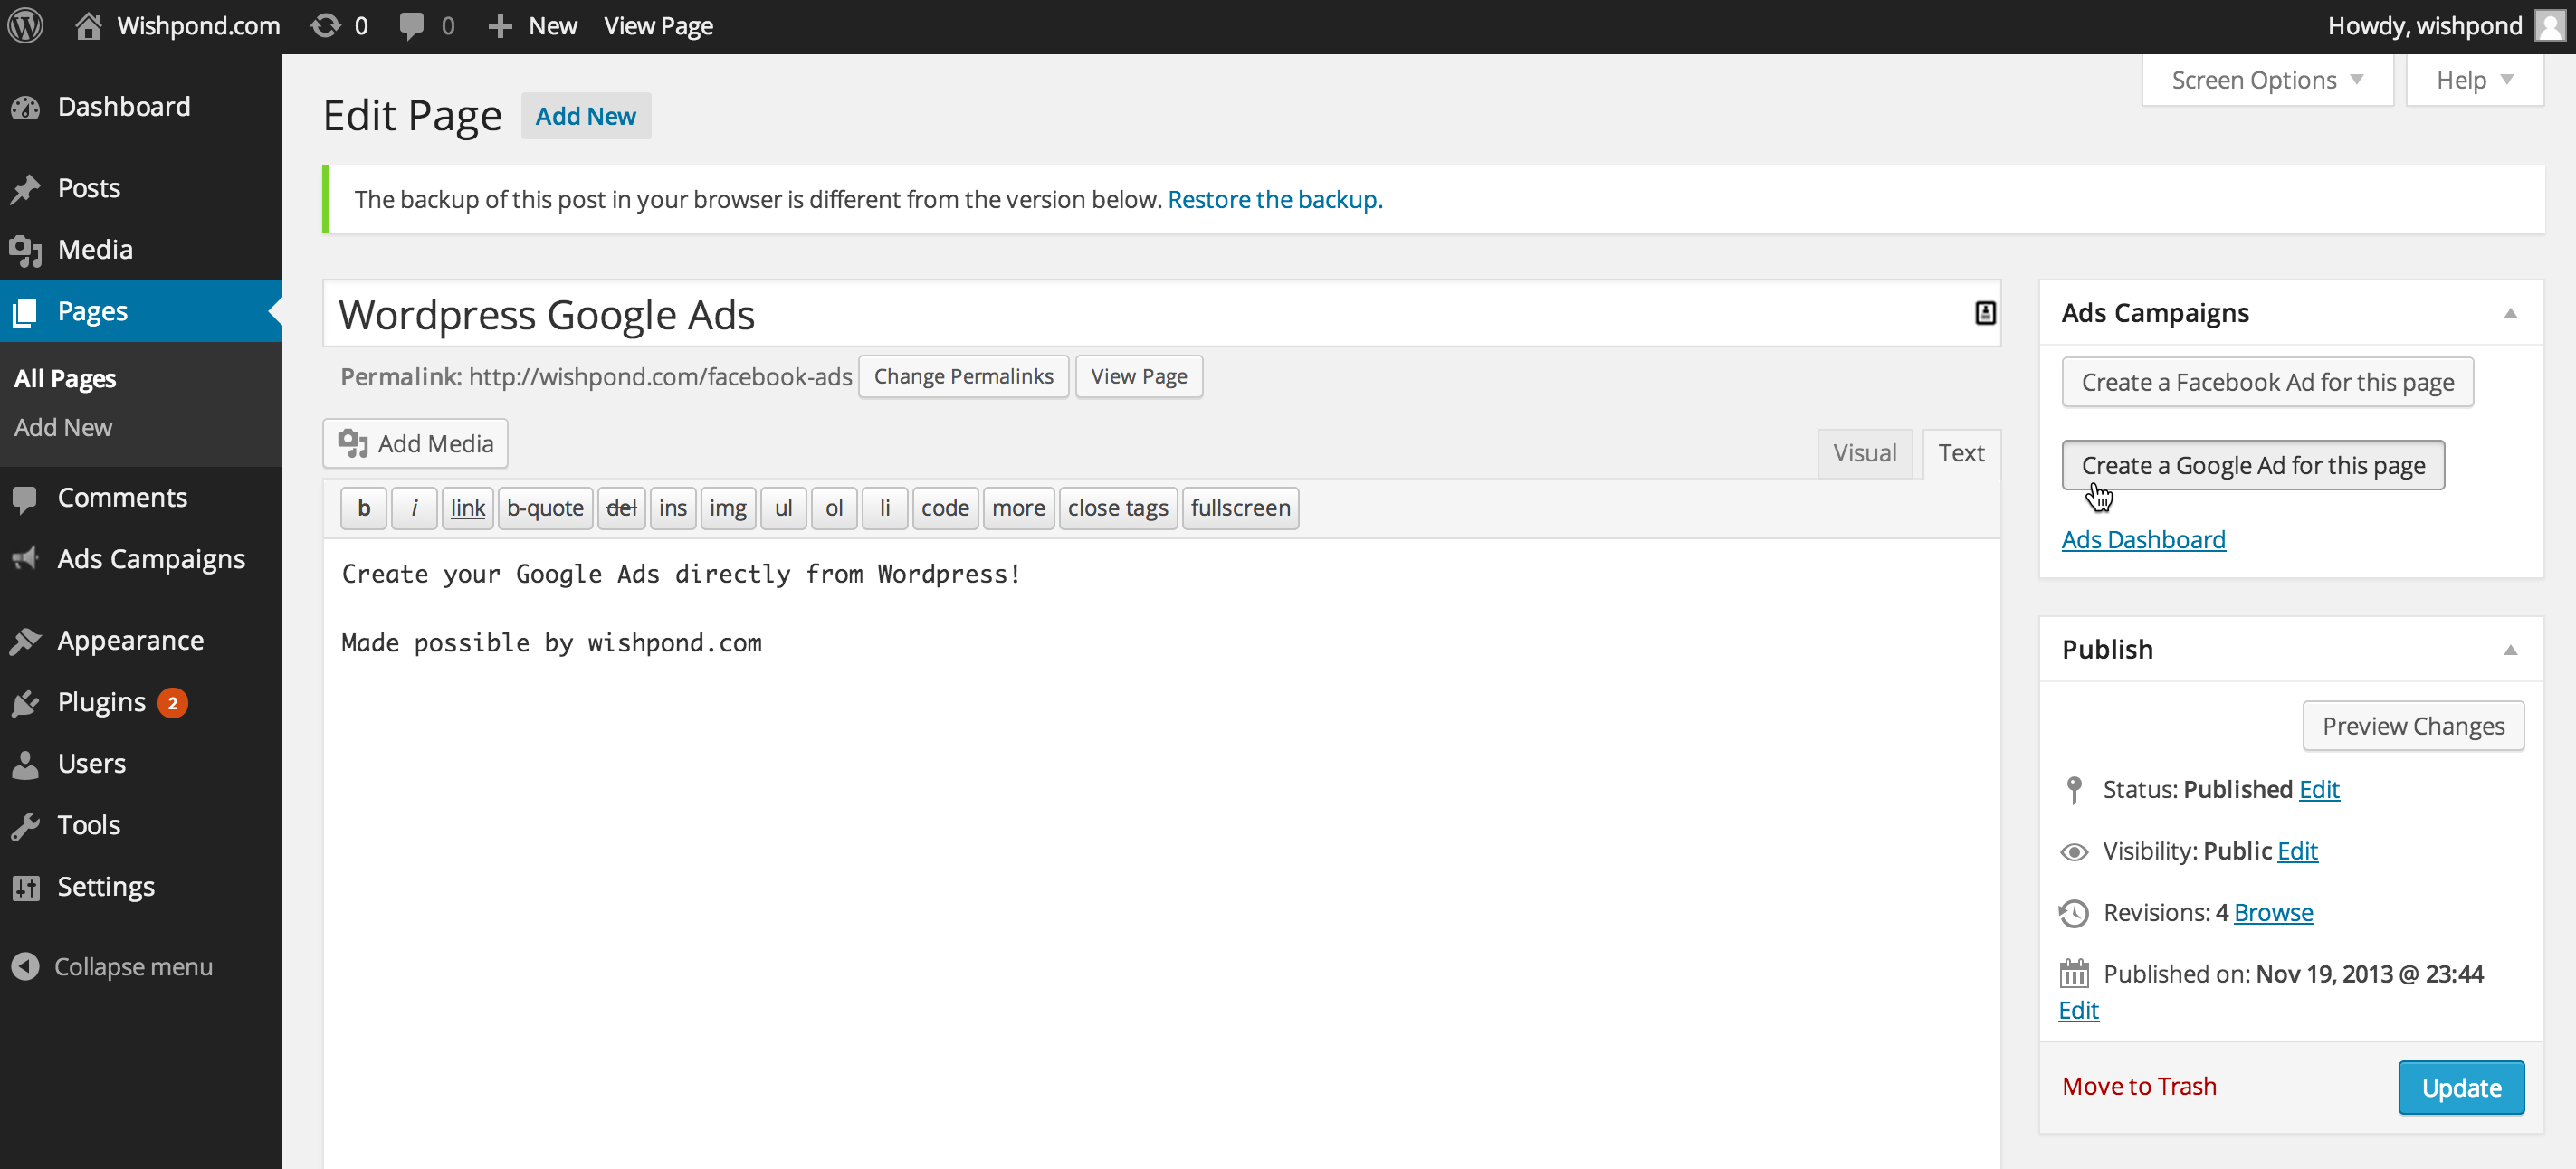 Wishpond.com 0 0 New View Page Howdy, wishpond
Screen Options Help
Dashboard
Posts
Media
Pages
All Pages
Add New
Comments
Ads Campaigns
Appearance
Plugins 2
Users
Tools
Settings
Collapse menu
Edit Page Add New
The backup of this post in your browser is different from the version below. Restore the backup.
Wordpress Google Ads
Permalink: http://wishpond.com/facebook-ads Change Permalinks View Page
Add Media
Visual Text
b i link b-quote del ins img ul ol li code more close tags fullscreen
Create your Google Ads directly from Wordpress!
Made possible by wishpond.com
Ads Campaigns
Create a Facebook Ad for this page
Create a Google Ad for this page
Ads Dashboard
Publish
Preview Changes
Status: Published Edit
Visibility: Public Edit
Revisions: 4 Browse
Published on: Nov 19, 2013 @ 23:44
Edit
Move to Trash Update